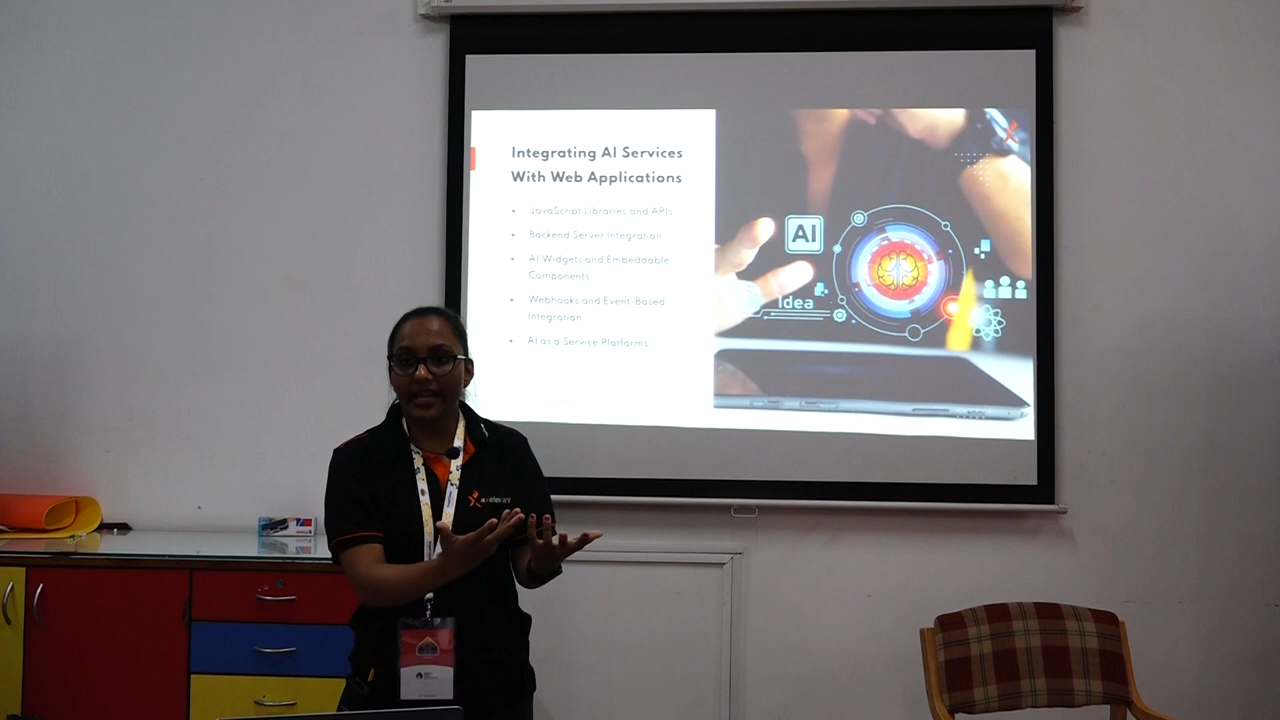 Integrating AI Services
With Web Applications
JavaScript Libraries and APIs
Backend Server Integration
AI Widgets and Embeddable
Components
Webhooks and Event-Based
Integration
AI as a Service Platforms
AI
Idea
axelerant